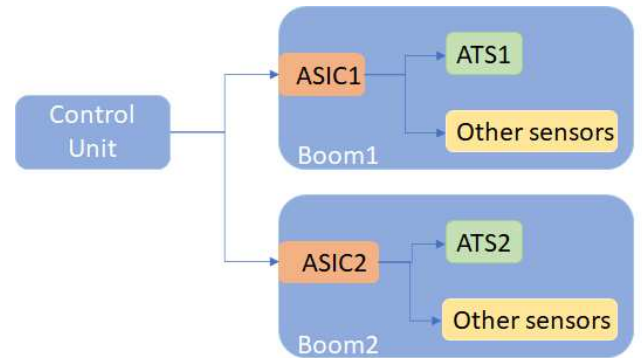 Control
Unit
ASIC1
ATS1
Other sensors
Boom1
ASIC2
ATS2
Other sensors
Boom2